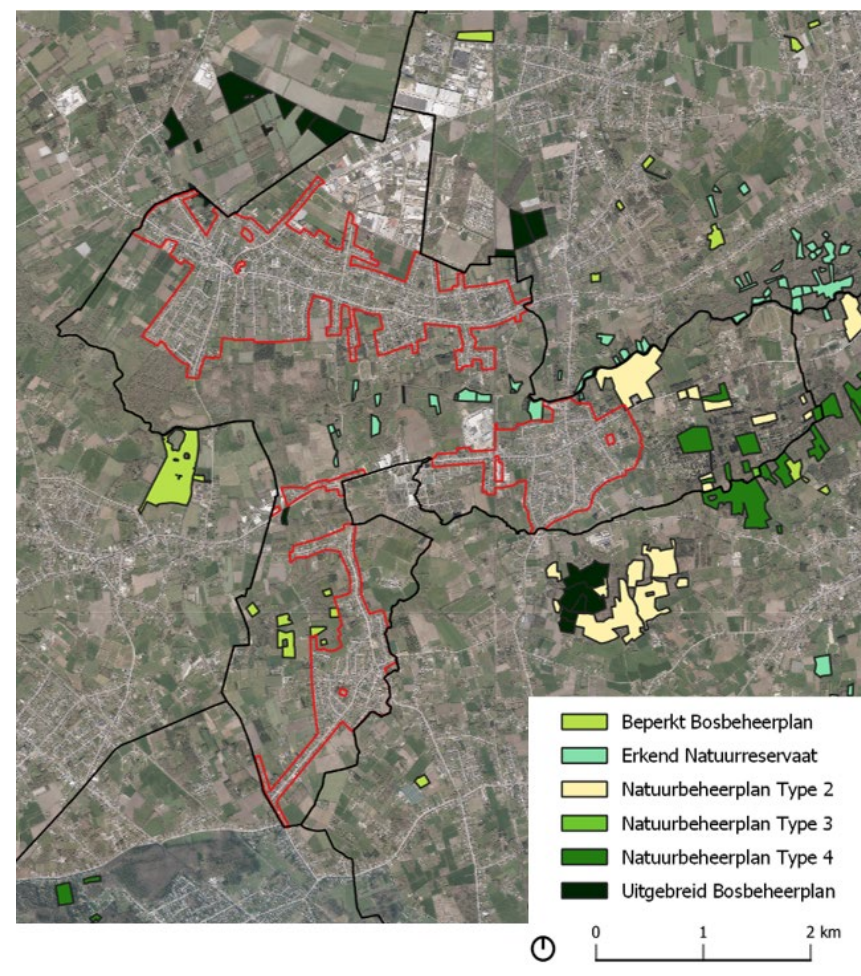 Beperkt Bosbeheerplan
Erkend Natuurreservaat
Natuurbeheerplan Type 2
Natuurbeheerplan Type 3
Natuurbeheerplan Type 4
Uitgebreid Bosbeheerplan
0 1 2 km